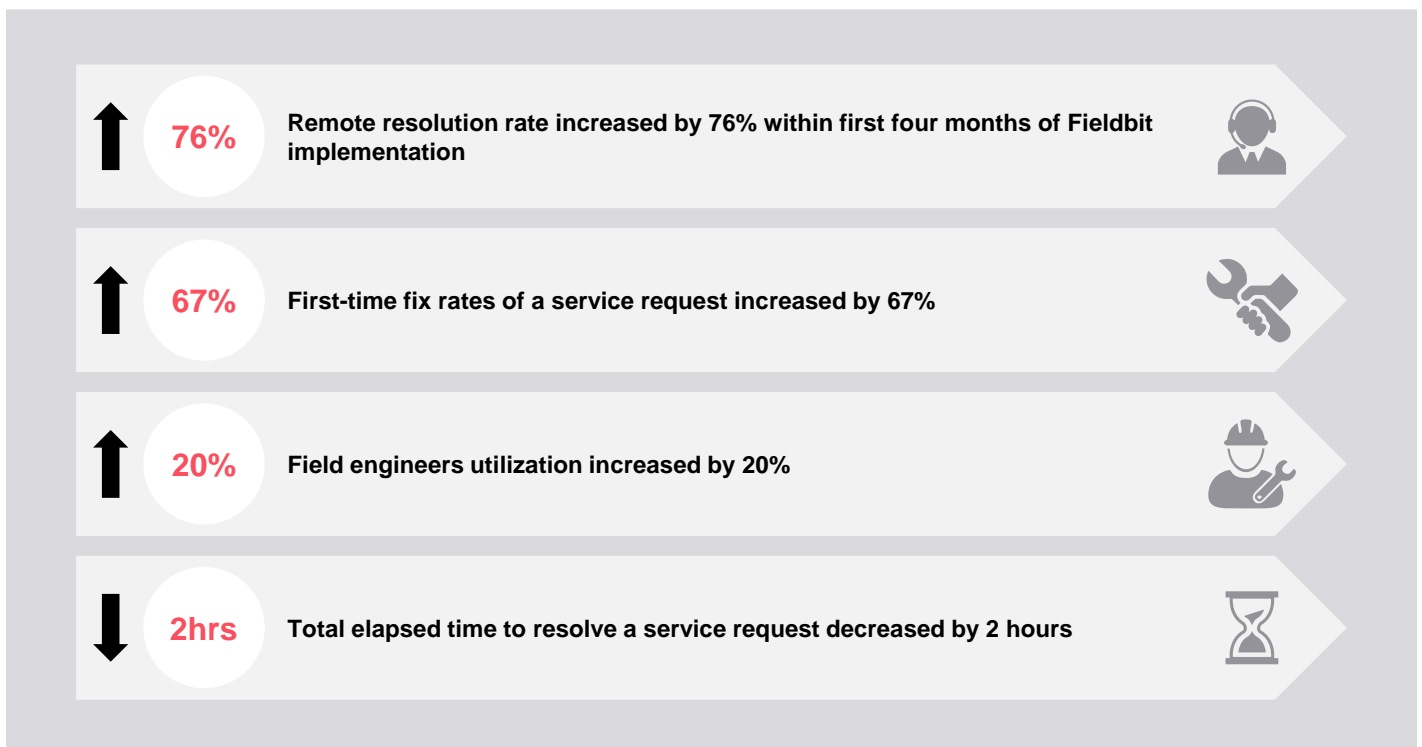 76%
Remote resolution rate increased by 76% within first four months of Fieldbit
implementation
67%
First-time fix rates of a service request increased by 67%
20%
Field engineers utilization increased by 20%
2hrs
Total elapsed time to resolve a service request decreased by 2 hours